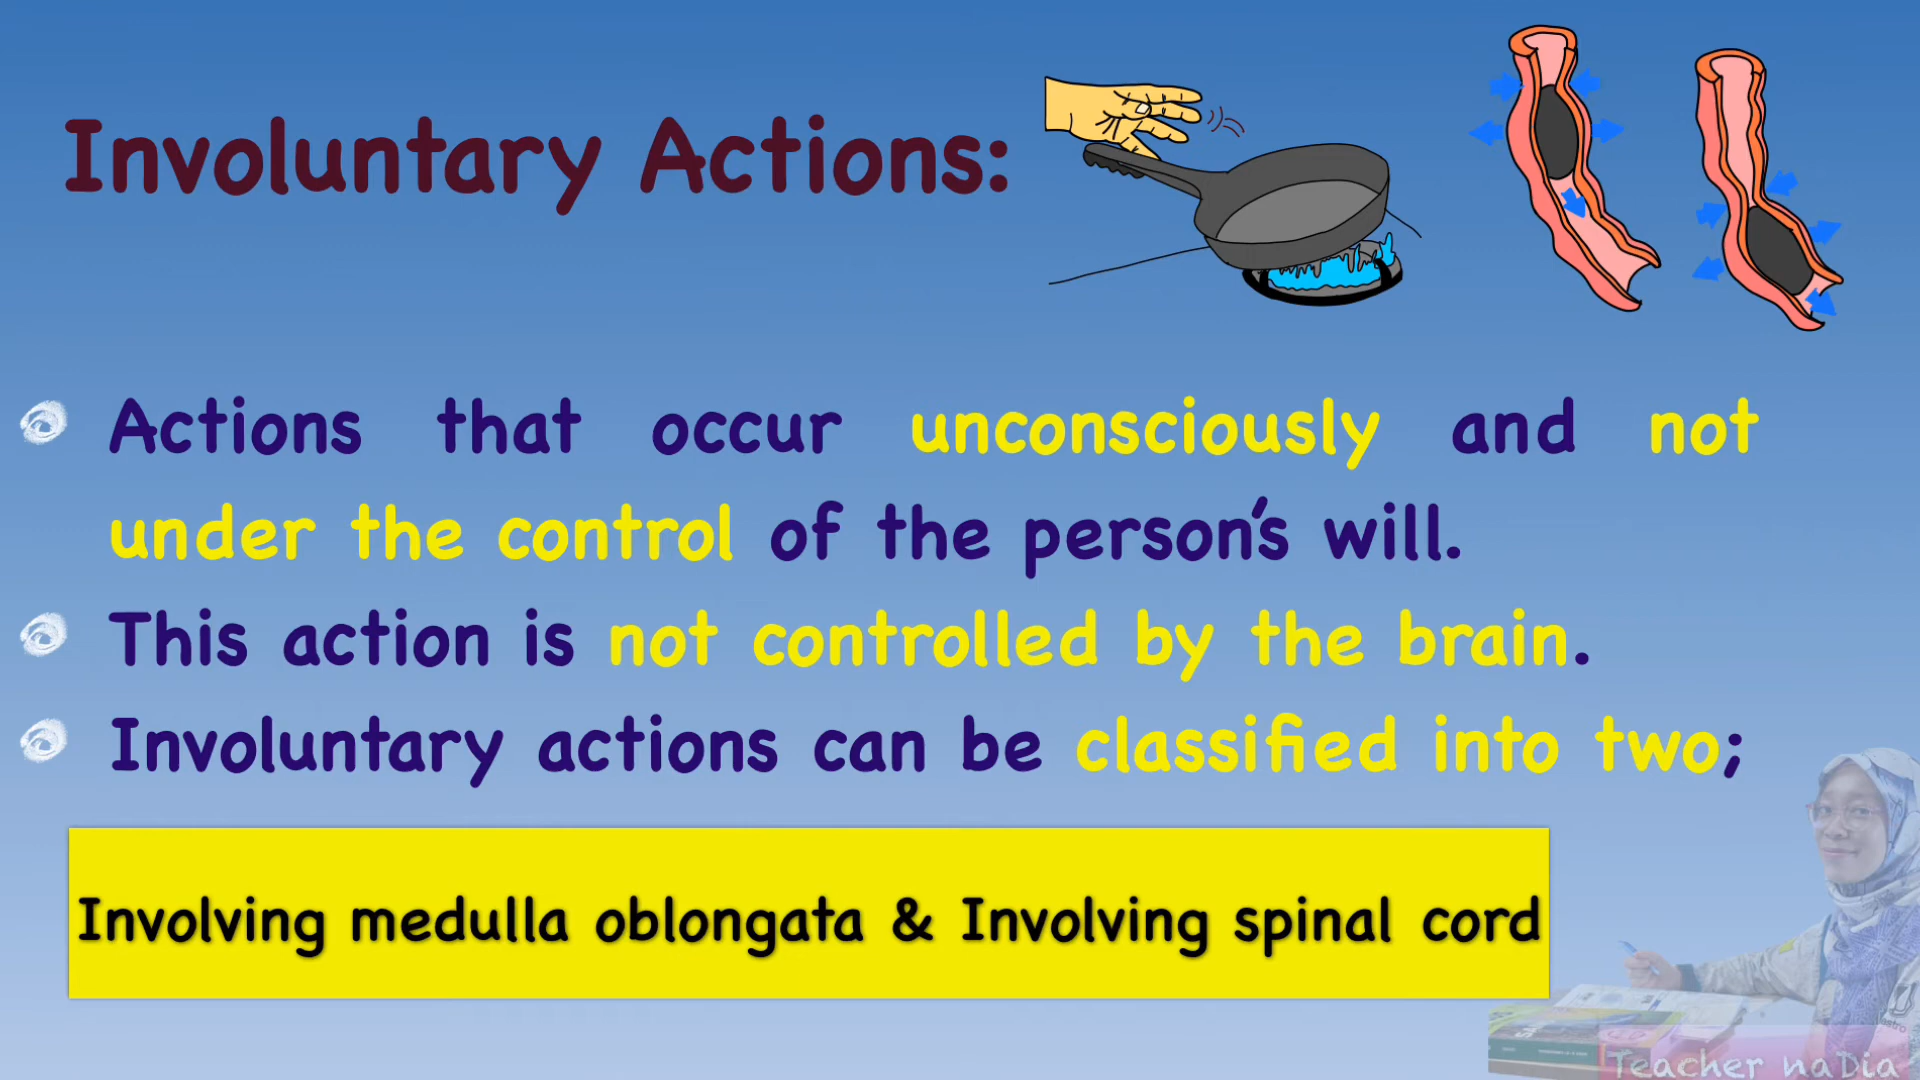 Involuntary Actions:
Actions that occur unconsciously and not
under the control of the person's will.
This action is not controlled by the brain.
Involuntary actions can be classified into two;
Involving medulla oblongata & Involving spinal cord
Teacher naDia